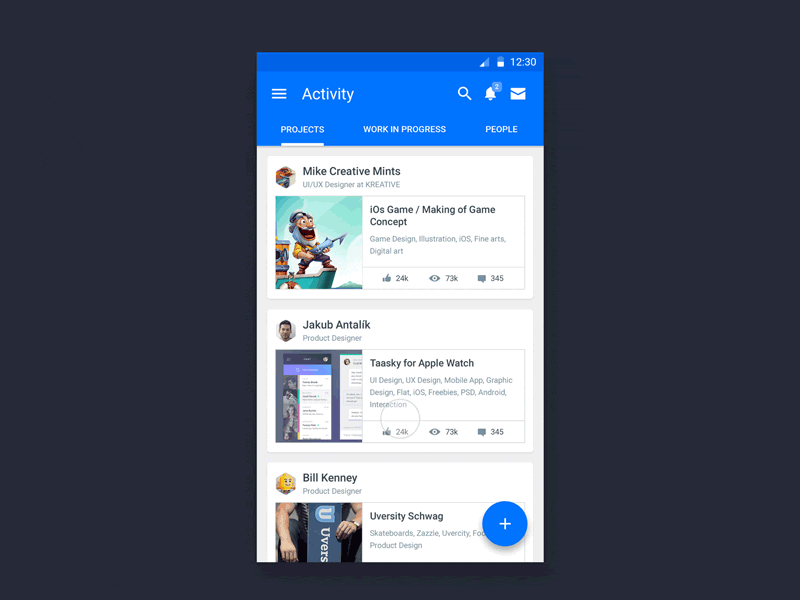 12:30
Activity
2
PROJECTS WORK IN PROGRESS PEOPLE
Mike Creative Mints
UI/UX Designer at KREATIVE
iOs Game / Making of Game
Concept
Game Design, Illustration, iOS, Fine arts,
Digital art
24k 73k 345
Jakub Antalík
Product Designer
Taasky for Apple Watch
UI Design, UX Design, Mobile App, Graphic
Design, Flat, iOS, Freebies, PSD, Android,
Interaction
24k 73k 345
Bill Kenney
Product Designer
Uversity Schwag
Skateboards, Zazzle, Uvercity,
Product Design
U Uvers